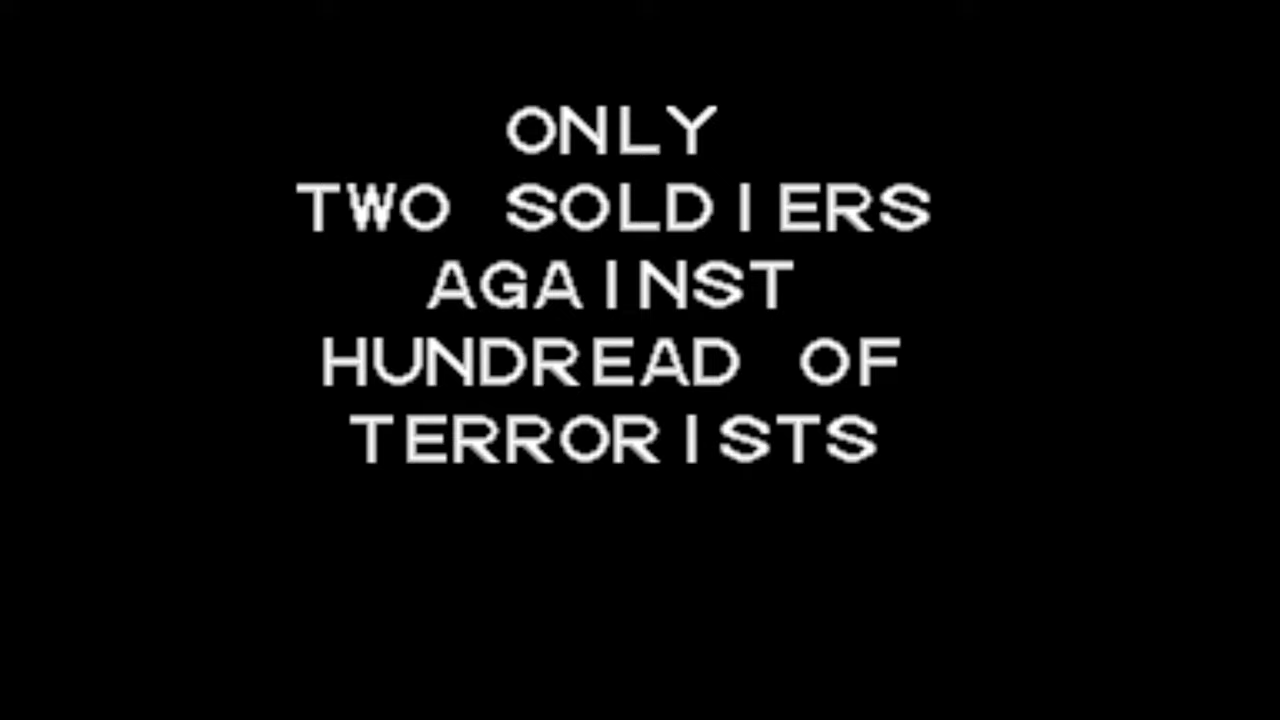 ONLY
TWO SOLDIERS
AGAINST
HUNDREAD OF
TERRORISTS